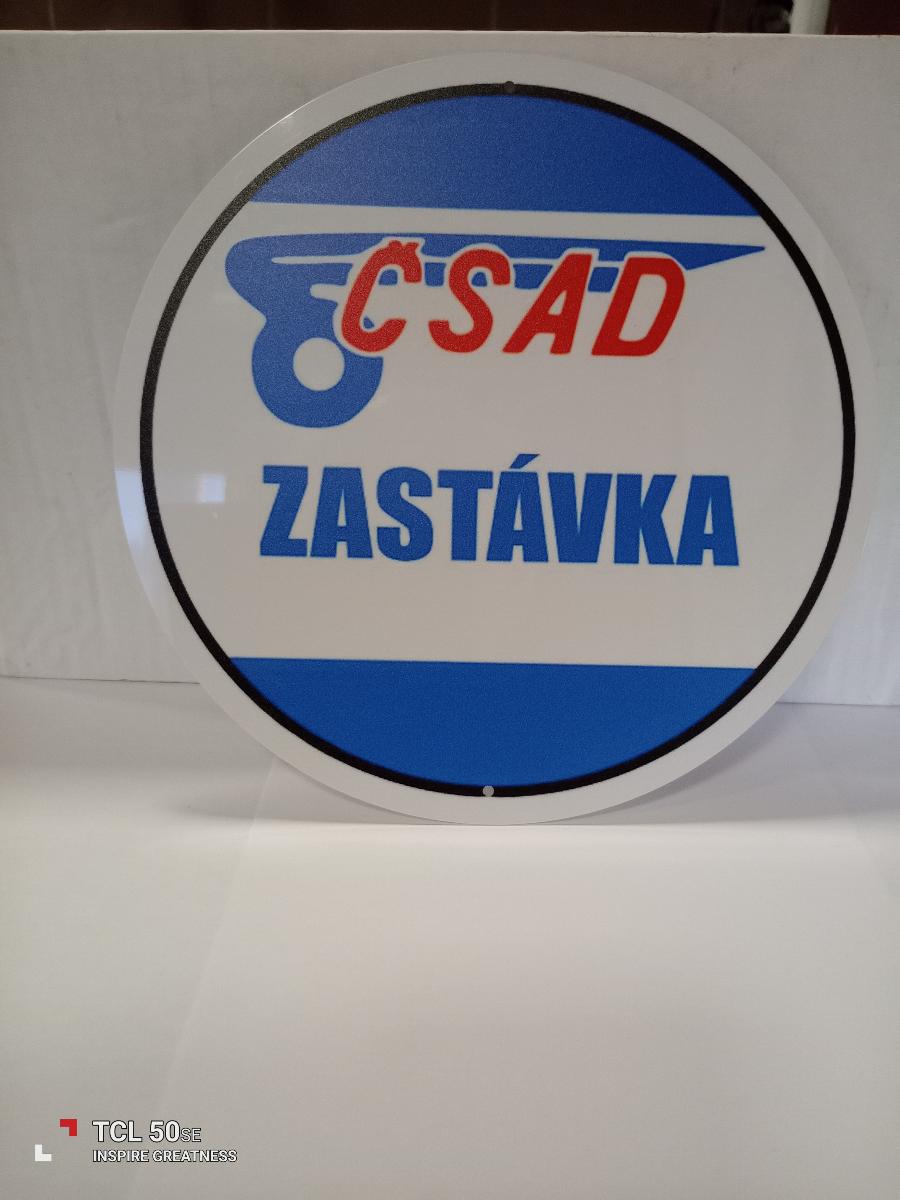 ČSAD
ZASTÁVKA
TCL 50SE
INSPIRE GREATNESS